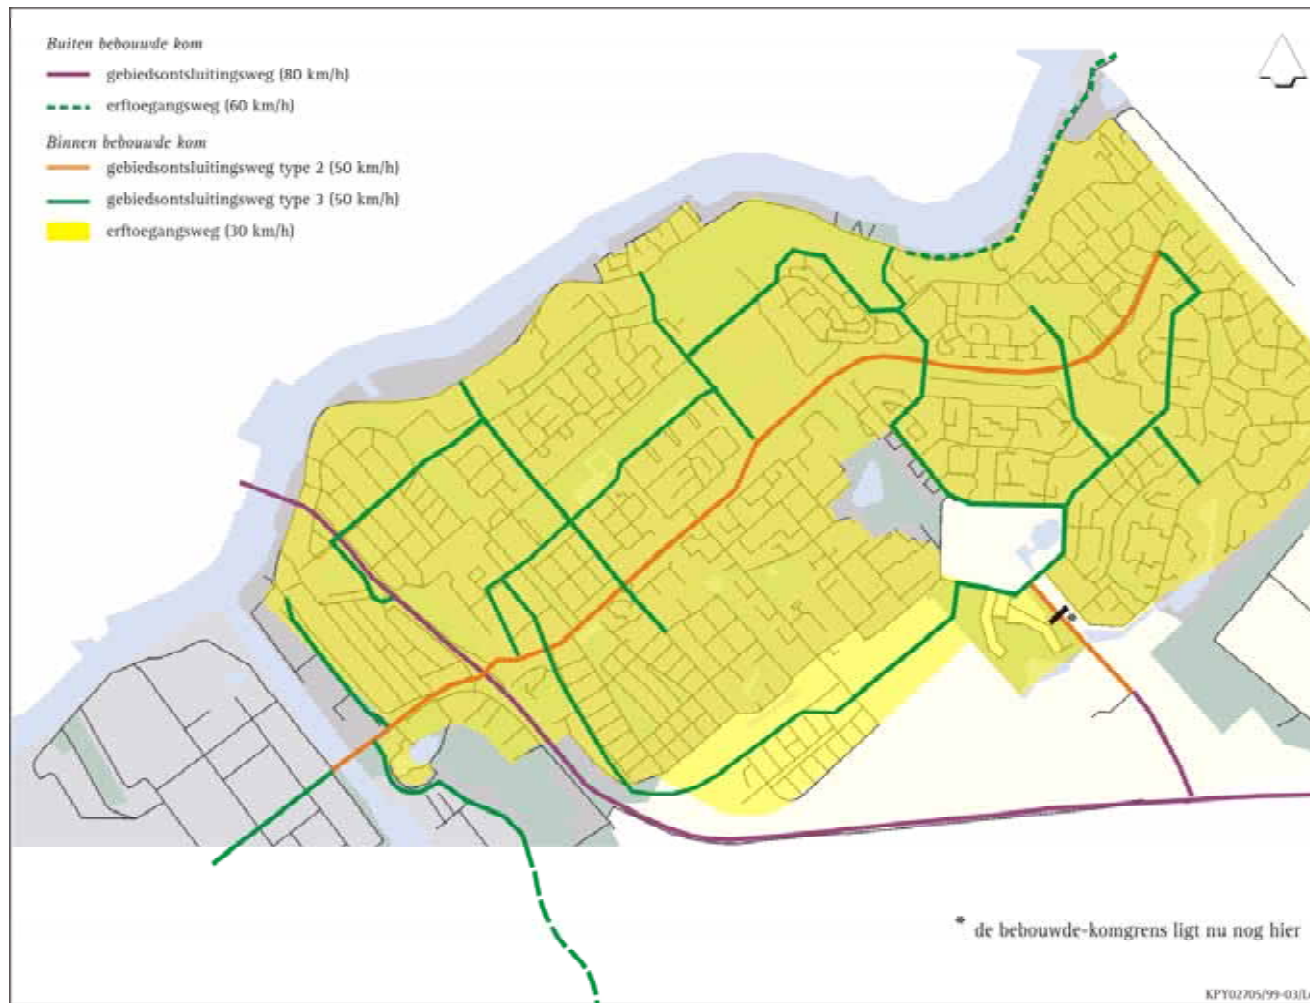 Buiten bebouwde kom
gebiedsontsluitingsweg (80 km/h)
erftoegangsweg (60 km/h)
Binnen bebouwde kom
gebiedsontsluitingsweg type 2 (50 km/h)
gebiedsontsluitingsweg type 3 (50 km/h)
erftoegangsweg (30 km/h)
*
* de bebouwde-komgrens ligt nu nog hier